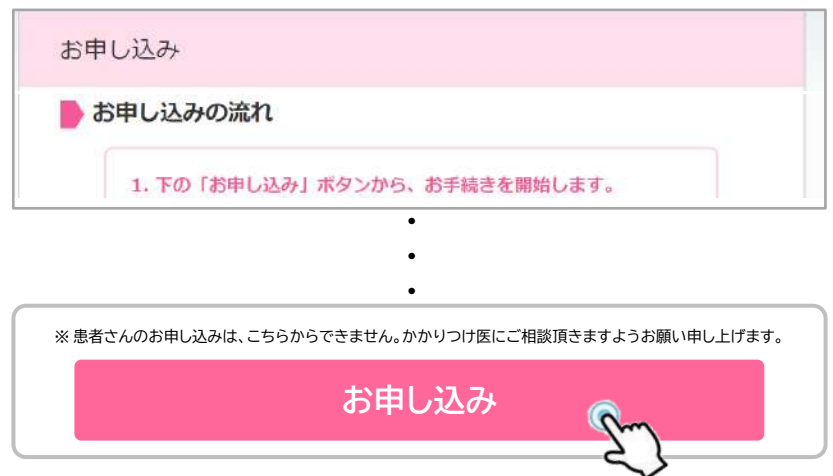 お申し込み
お申し込みの流れ
1. 下の「お申し込み」ボタンから、お手続きを開始します。
※ 患者さんのお申し込みは、こちらからできません。かかりつけ医にご相談頂きますようお願い申し上げます。
お申し込み